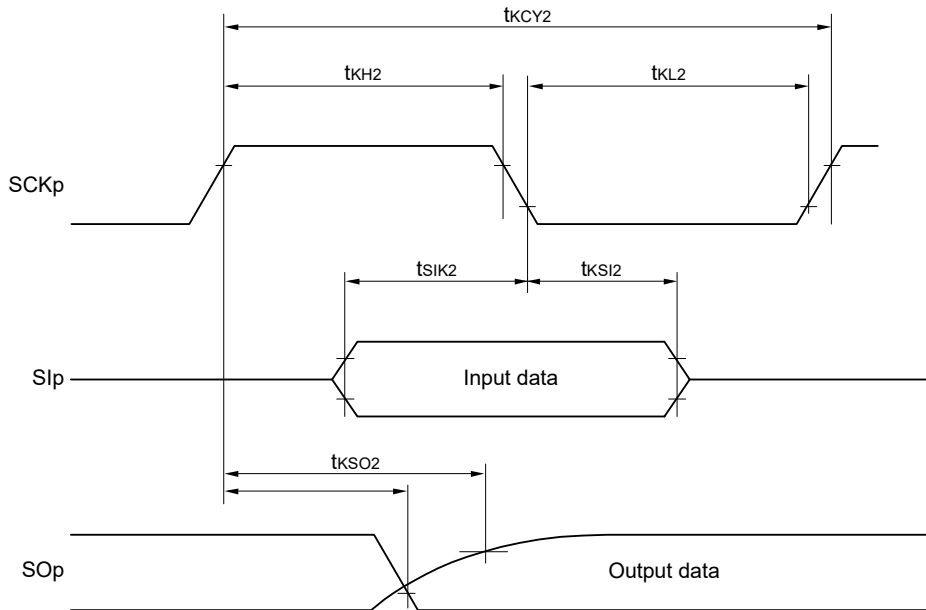 tKCY2
tKH2
tKL2
SCKp
tSIK2
tKSI2
SIp
Input data
tKSO2
SOp
Output data